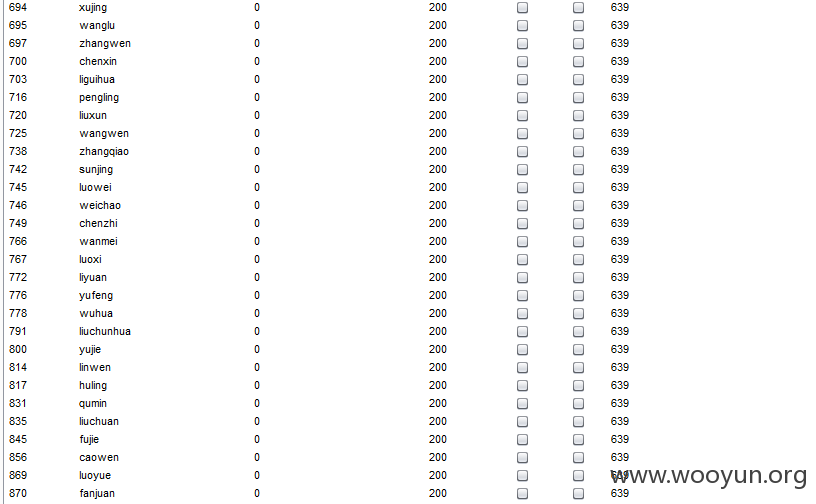 694 xujing 0 200 639
695 wanglu 0 200 639
697 zhangwen 0 200 639
700 chenxin 0 200 639
703 liguihua 0 200 639
716 pengling 0 200 639
720 liuxun 0 200 639
725 wangwen 0 200 639
738 zhangqiao 0 200 639
742 sunjing 0 200 639
745 luowei 0 200 639
746 weichao 0 200 639
749 chenzhi 0 200 639
766 wanmei 0 200 639
767 luoxi 0 200 639
772 liyuan 0 200 639
776 yufeng 0 200 639
778 wuhua 0 200 639
791 liuchunhua 0 200 639
800 yujie 0 200 639
814 linwen 0 200 639
817 huling 0 200 639
831 qumin 0 200 639
835 liuchuan 0 200 639
845 fujie 0 200 639
856 caowen 0 200 639
869 luoyue 0 200 639
www.wooyun.org
870 fanjuan 0 200 639